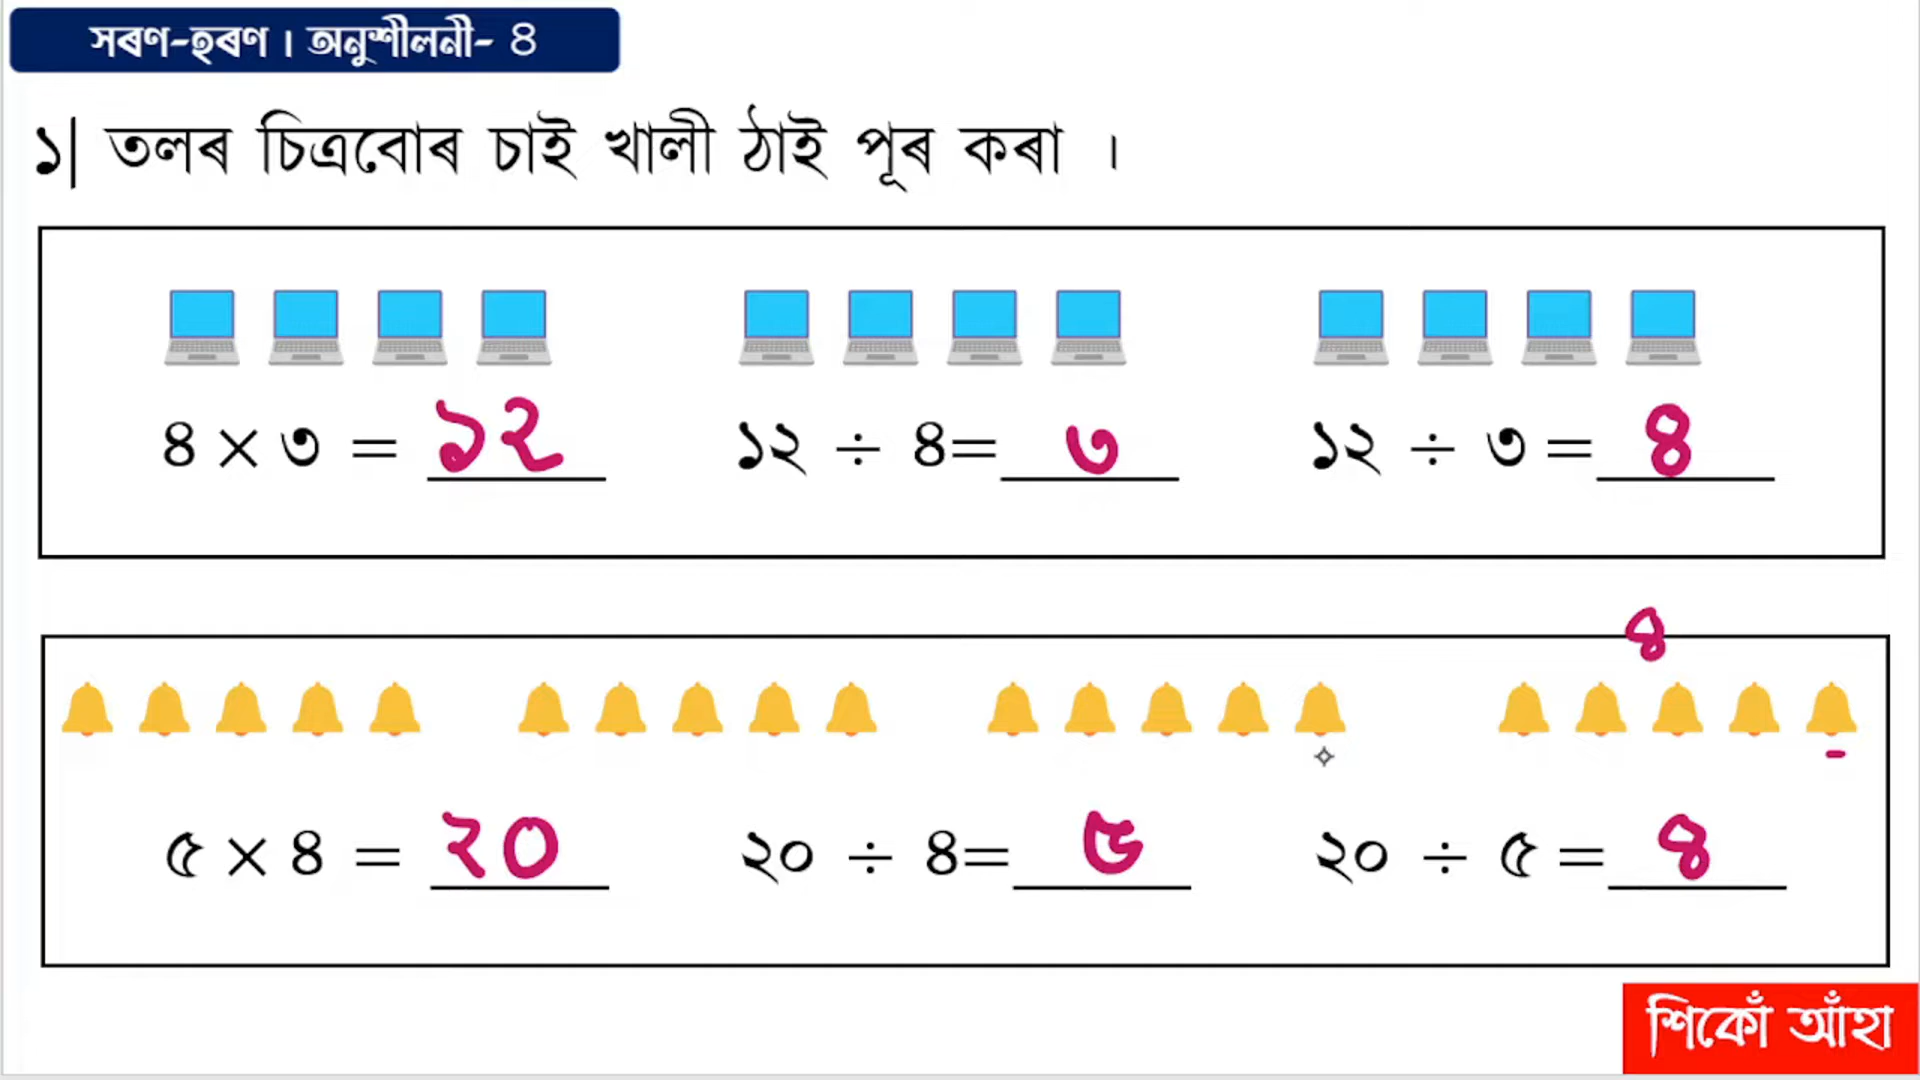 সৰণ-হৰণ । অনুশীলনী- ৪
১| তলৰ চিত্ৰবোৰ চাই খালী ঠাই পূৰ কৰা ।
৪ × ৩ = ১২ ১২ ÷ ৪= ৩ ১২ ÷ ৩ = ৪
৪
৫ × ৪ = ২০ ২০ ÷ ৪= ৫ ২০ ÷ ৫ = ৪
শিকোঁ আঁহা